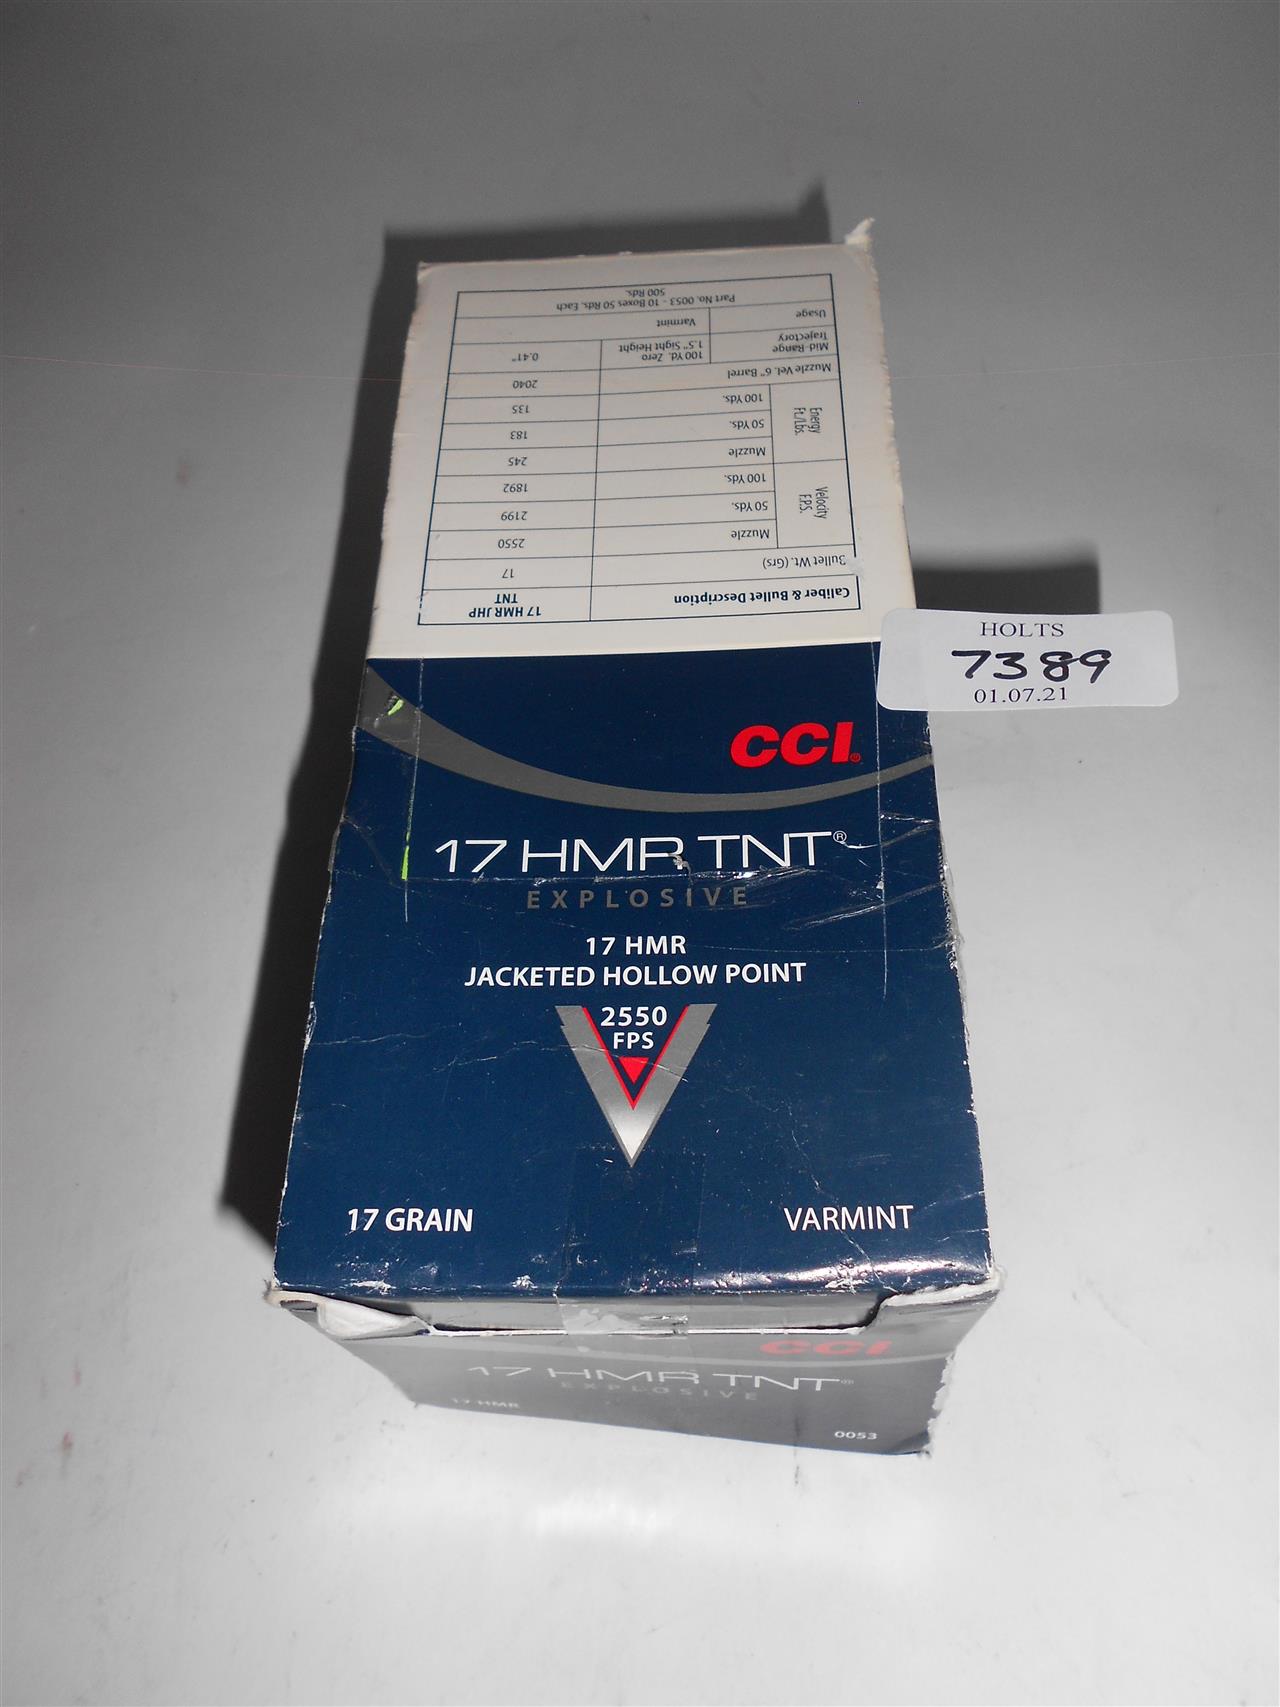 Caliber & Bullet Description 17 HMR JHP TNT
Bullet Wt. (Grs) 17
Velocity F.P.S. Muzzle 2550
50 Yds. 2199
100 Yds. 1892
Energy Ft./Lbs. Muzzle 245
50 Yds. 183
100 Yds. 135
Muzzle Vel. 6" Barrel 2040
Mid-Range Trajectory 100 Yd. Zero 1.5" Sight Height 0.41"
Usage Varmint
Part No. 0053 - 10 Boxes 50 Rds. Each
500 Rds.
HOLTS
7389
01.07.21
CCI®
17 HMR TNT®
EXPLOSIVE
17 HMR
JACKETED HOLLOW POINT
2550
FPS
17 GRAIN VARMINT
CCI
17 HMR TNT®
EXPLOSIVE
17 HMR 0053